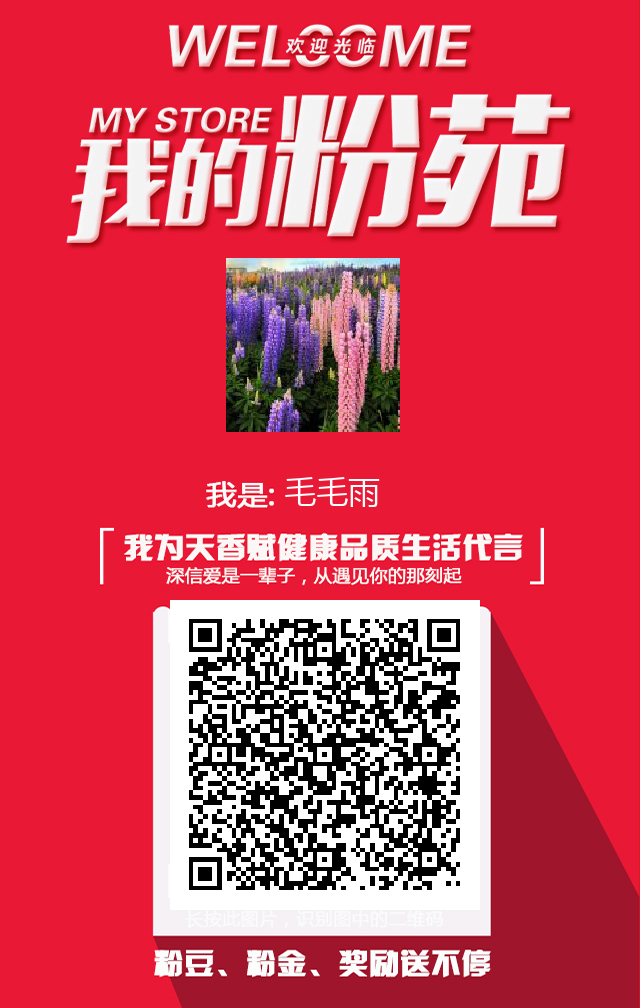 WELCOME
欢迎光临
MY STORE
我的粉苑
我是: 毛毛雨
我为天香赋健康品质生活代言
深信爱是一辈子，从遇见你的那刻起
长按此图片，识别图中的二维码
粉豆、粉金、奖励送不停